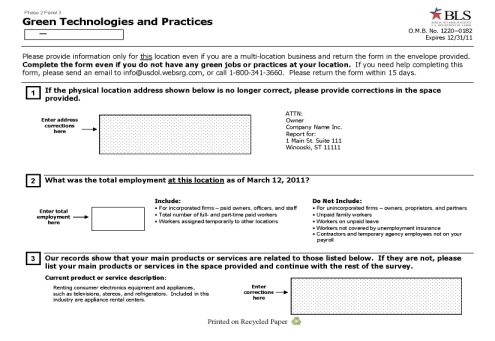 Phase 2 Panel 3
Green Technologies and Practices
BLS
O.M.B. No. 1220–0182
Expires 12/31/11
Please provide information only for this location even if you are a multi-location business and return the form in the envelope provided.
Complete the form even if you do not have any green jobs or practices at your location. If you need help completing this
form, please send an email to info@usdol.websrg.com, or call 1-800-341-3660. Please return the form within 15 days.
1 If the physical location address shown below is no longer correct, please provide corrections in the space
provided.
Enter address
corrections
here
ATTN:
Owner
Company Name Inc.
Report for:
1 Main St. Suite 111
Winooski, ST 11111
2 What was the total employment at this location as of March 12, 2011?
Enter total
employment
here
Include:
• For incorporated firms – paid owners, officers, and staff
• Total number of full- and part-time paid workers
• Workers assigned temporarily to other locations
Do Not Include:
• For unincorporated firms – owners, proprietors, and partners
• Unpaid family workers
• Workers on unpaid leave
• Workers not covered by unemployment insurance
• Contractors and temporary agency employees not on your
payroll
3 Our records show that your main products or services are related to those listed below. If they are not, please
list your main products or services in the space provided and continue with the rest of the survey.
Current product or service description:
Renting consumer electronics equipment and appliances,
such as televisions, stereos, and refrigerators. Included in this
industry are appliance rental centers.
Enter
corrections
here
Printed on Recycled Paper